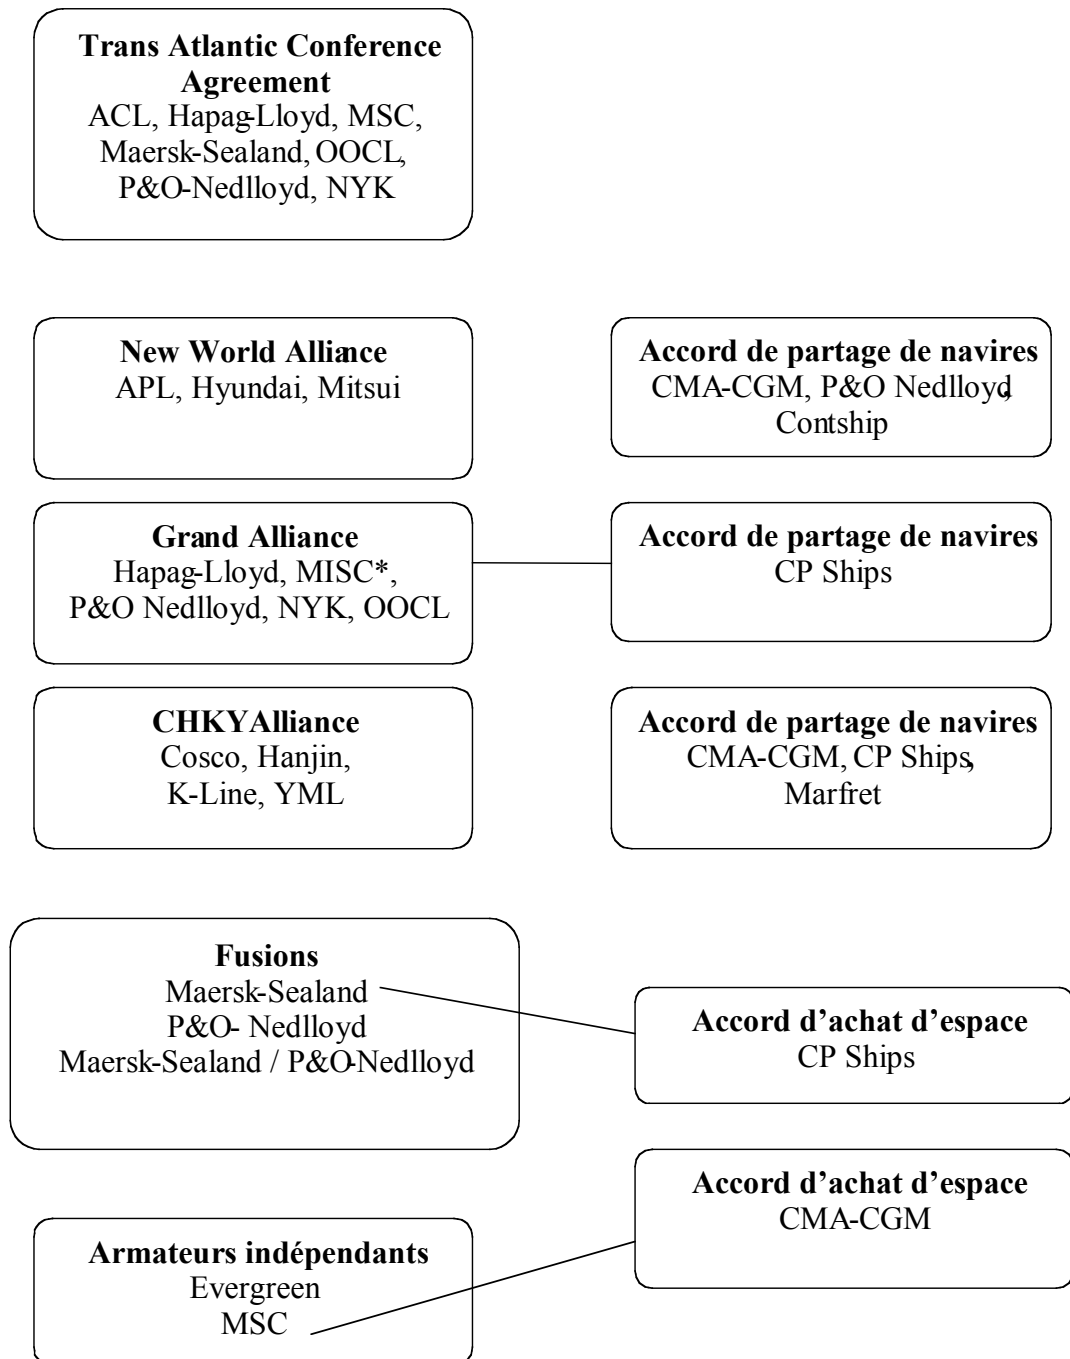 Trans Atlantic Conference
Agreement
ACL, Hapag-Lloyd, MSC,
Maersk-Sealand, OOCL,
P&O-Nedlloyd, NYK
New World Alliance
APL, Hyundai, Mitsui
Accord de partage de navires
CMA-CGM, P&O Nedlloyd,
Contship
Grand Alliance
Hapag-Lloyd, MISC*,
P&O Nedlloyd, NYK, OOCL
Accord de partage de navires
CP Ships
CHKYAlliance
Cosco, Hanjin,
K-Line, YML
Accord de partage de navires
CMA-CGM, CP Ships,
Marfret
Fusions
Maersk-Sealand
P&O- Nedlloyd
Maersk-Sealand / P&O-Nedlloyd
Accord d'achat d'espace
CP Ships
Accord d'achat d'espace
CMA-CGM
Armateurs indépendants
Evergreen
MSC